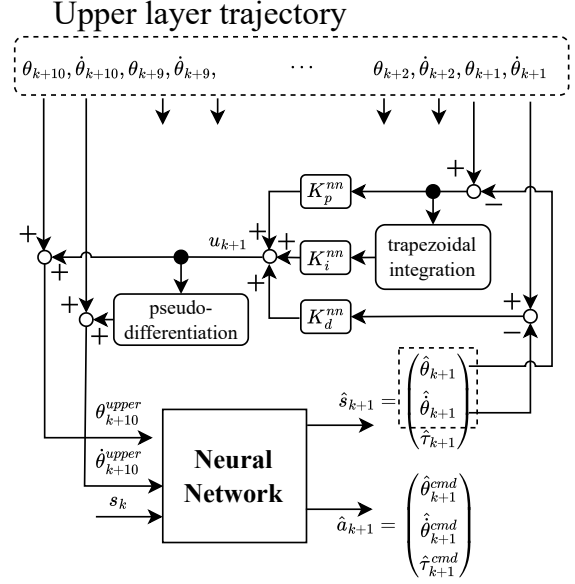 Upper layer trajectory
θ_{k+10}, θ̇_{k+10}, θ_{k+9}, θ̇_{k+9}, ⋯ θ_{k+2}, θ̇_{k+2}, θ_{k+1}, θ̇_{k+1}
+
−
K_p^{nn}
+
+
u_{k+1}
+
K_i^{nn}
trapezoidal
integration
+
+
+
pseudo-
differentiation
+
+
K_d^{nn}
+
−
θ_{k+10}^{upper}
θ̇_{k+10}^{upper}
s_k
Neural
Network
ŝ_{k+1} =
θ̂_{k+1}
θ̇̂_{k+1}
τ̂_{k+1}
â_{k+1} =
θ̂_{k+1}^{cmd}
θ̇̂_{k+1}^{cmd}
τ̂_{k+1}^{cmd}